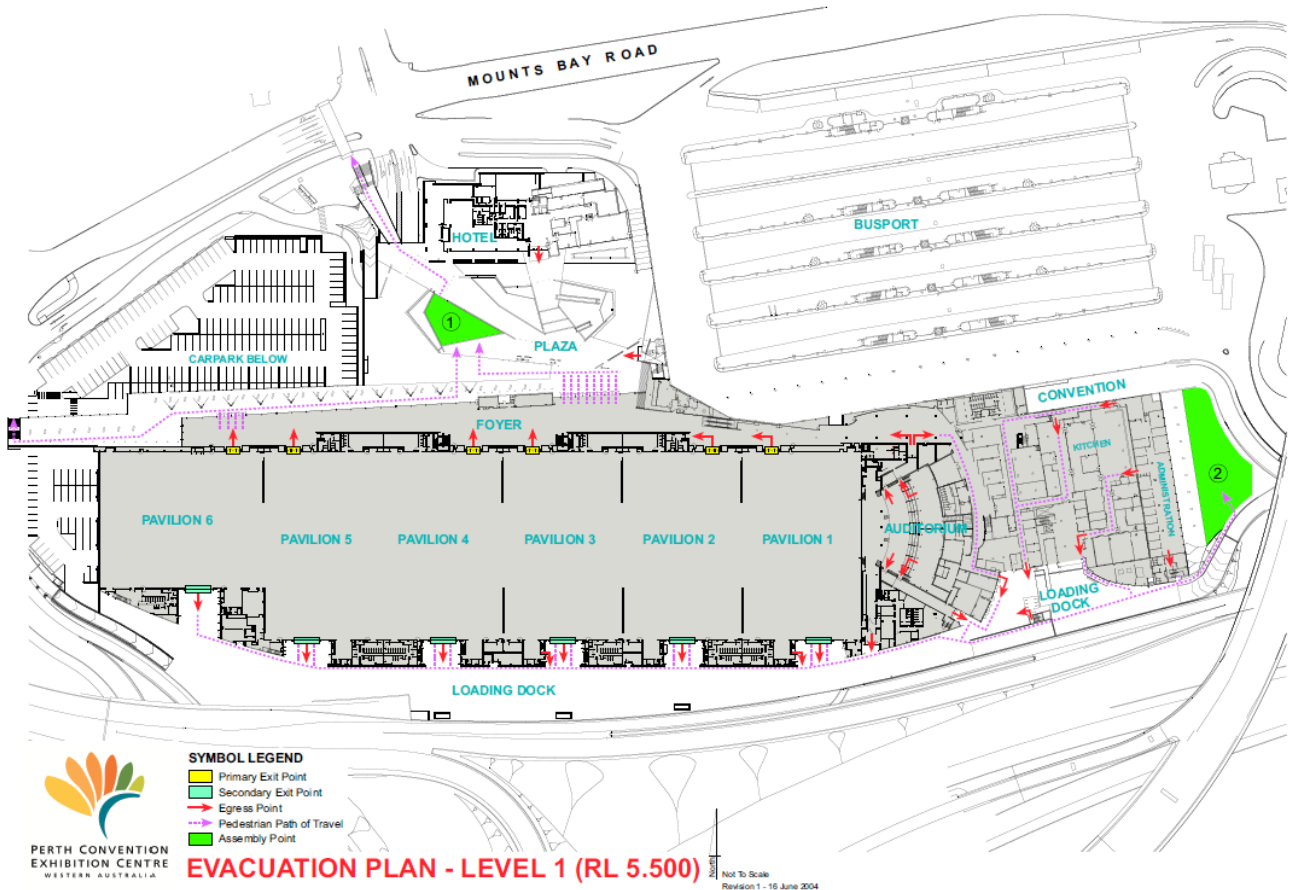 MOUNTS BAY ROAD
BUSPORT
HOTEL
1
PLAZA
CARPARK BELOW
CONVENTION
FOYER
KITCHEN
ADMINISTRATION
2
PAVILION 6
PAVILION 5
PAVILION 4
PAVILION 3
PAVILION 2
PAVILION 1
AUDITORIUM
LOADING
DOCK
LOADING DOCK
SYMBOL LEGEND
Primary Exit Point
Secondary Exit Point
Egress Point
Pedestrian Path of Travel
Assembly Point
PERTH CONVENTION
EXHIBITION CENTRE
WESTERN AUSTRALIA
EVACUATION PLAN - LEVEL 1 (RL 5.500)
North
Not To Scale
Revision 1 - 16 June 2004